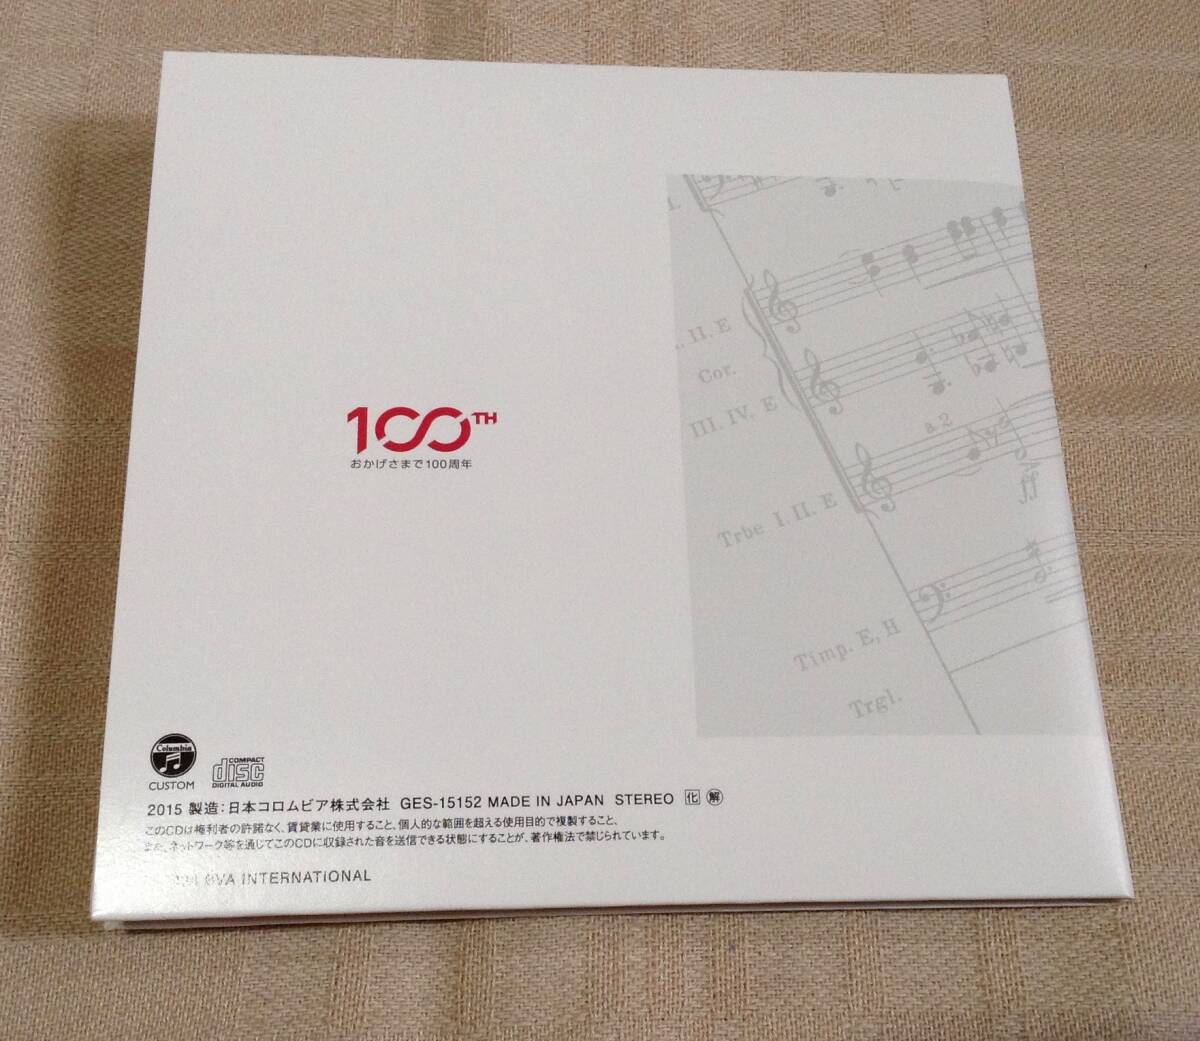 100TH
おかげさまで100周年
I.
II. E
Cor.
III. IV. E
a 2
Trbe I. II. E
ff
Timp. E, H
Trgl.
Columbia
CUSTOM
COMPACT
disc
DIGITAL AUDIO
2015 製造:日本コロムビア株式会社 GES-15152 MADE IN JAPAN STEREO 化 解
このCDは権利者の許諾なく、賃貸業に使用すること、個人的な範囲を超える使用目的で複製すること、
また、ネットワーク等を通じてこのCDに収録された音を送信できる状態にすることが、著作権法で禁じられています。
INTERNATIONAL